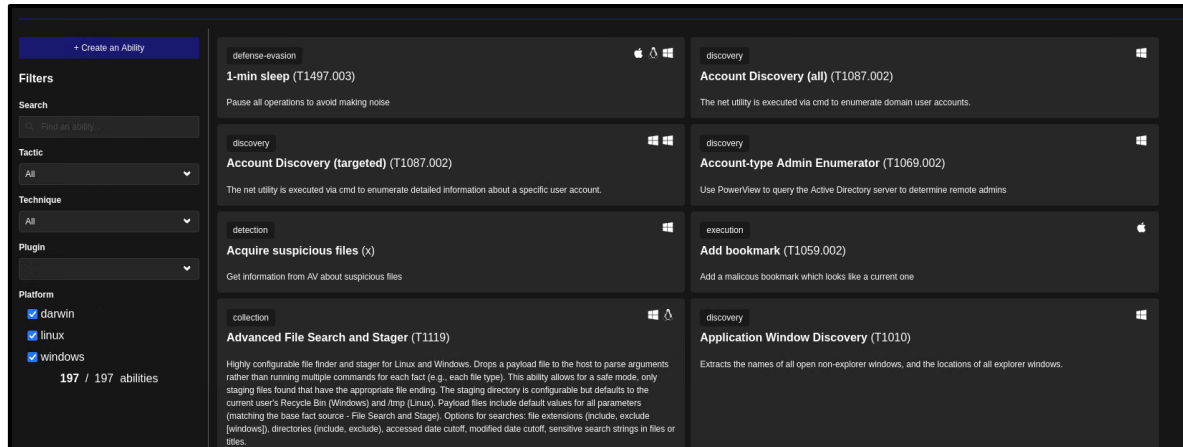 + Create an Ability
Filters
Search
Find an ability...
Tactic
All
Technique
All
Plugin
Platform
darwin
linux
windows
197 / 197 abilities
defense-evasion
1-min sleep (T1497.003)
Pause all operations to avoid making noise
discovery
Account Discovery (all) (T1087.002)
The net utility is executed via cmd to enumerate domain user accounts.
discovery
Account Discovery (targeted) (T1087.002)
The net utility is executed via cmd to enumerate detailed information about a specific user account.
discovery
Account-type Admin Enumerator (T1069.002)
Use PowerView to query the Active Directory server to determine remote admins
detection
Acquire suspicious files (x)
Get information from AV about suspicious files
execution
Add bookmark (T1059.002)
Add a malicous bookmark which looks like a current one
collection
Advanced File Search and Stager (T1119)
Highly configurable file finder and stager for Linux and Windows. Drops a payload file to the host to parse arguments
rather than running multiple commands for each fact (e.g., each file type). This ability allows for a safe mode, only
staging files found that have the appropriate file ending. The staging directory is configurable but defaults to the
current user's Recycle Bin (Windows) and /tmp (Linux). Payload files include default values for all parameters
(matching the base fact source - File Search and Stage). Options for searches: file extensions (include, exclude
[windows]), directories (include, exclude), accessed date cutoff, modified date cutoff, sensitive search strings in files or
titles.
discovery
Application Window Discovery (T1010)
Extracts the names of all open non-explorer windows, and the locations of all explorer windows.